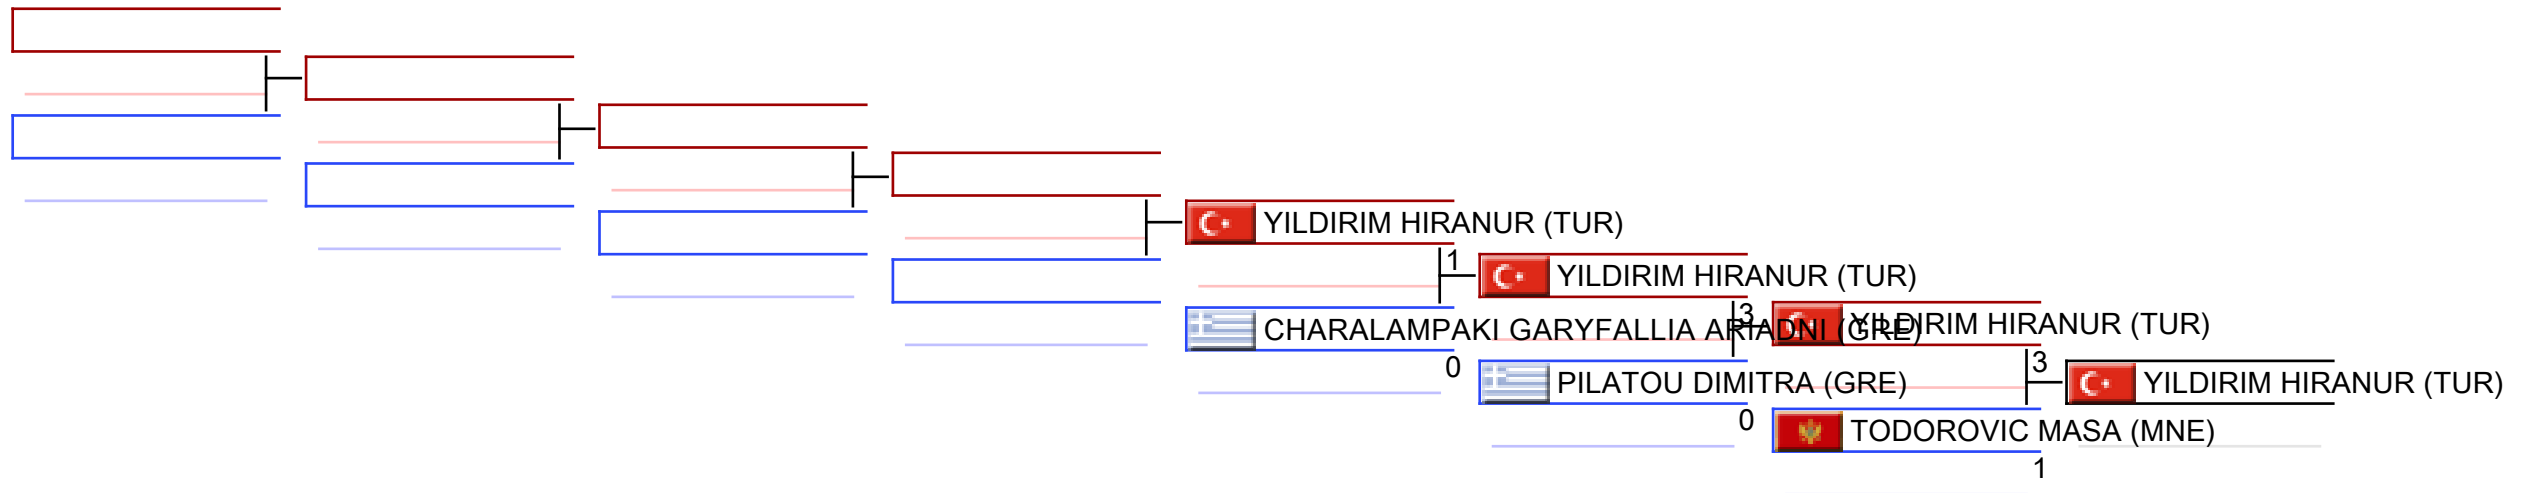 YILDIRIM HIRANUR (TUR)
1
YILDIRIM HIRANUR (TUR)
CHARALAMPAKI GARYFALLIA ARIADNI (GRE)
0
3
YILDIRIM HIRANUR (TUR)
PILATOU DIMITRA (GRE)
0
3
YILDIRIM HIRANUR (TUR)
TODOROVIC MASA (MNE)
1